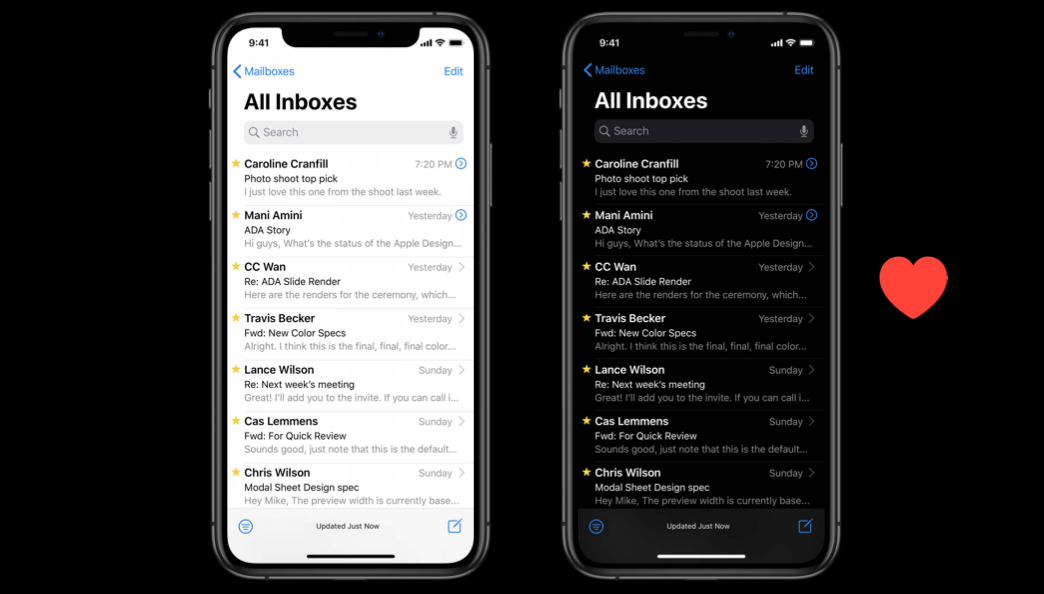 9:41
Mailboxes Edit
All Inboxes
Search
Caroline Cranfill 7:20 PM
Photo shoot top pick
I just love this one from the shoot last week.
Mani Amini Yesterday
ADA Story
Hi guys, What's the status of the Apple Design...
CC Wan Yesterday
Re: ADA Slide Render
Here are the renders for the ceremony, which...
Travis Becker Yesterday
Fwd: New Color Specs
Alright. I think this is the final, final, final color...
Lance Wilson Sunday
Re: Next week's meeting
Great! I'll add you to the invite. If you can call i...
Cas Lemmens Sunday
Fwd: For Quick Review
Sounds good, just note that this is the default...
Chris Wilson Sunday
Modal Sheet Design spec
Hey Mike, The preview width is currently base...
Updated Just Now
9:41
Mailboxes Edit
All Inboxes
Search
Caroline Cranfill 7:20 PM
Photo shoot top pick
I just love this one from the shoot last week.
Mani Amini Yesterday
ADA Story
Hi guys, What's the status of the Apple Design...
CC Wan Yesterday
Re: ADA Slide Render
Here are the renders for the ceremony, which...
Travis Becker Yesterday
Fwd: New Color Specs
Alright. I think this is the final, final, final color...
Lance Wilson Sunday
Re: Next week's meeting
Great! I'll add you to the invite. If you can call i...
Cas Lemmens Sunday
Fwd: For Quick Review
Sounds good, just note that this is the default...
Chris Wilson Sunday
Modal Sheet Design spec
Hey Mike, The preview width is currently base...
Updated Just Now